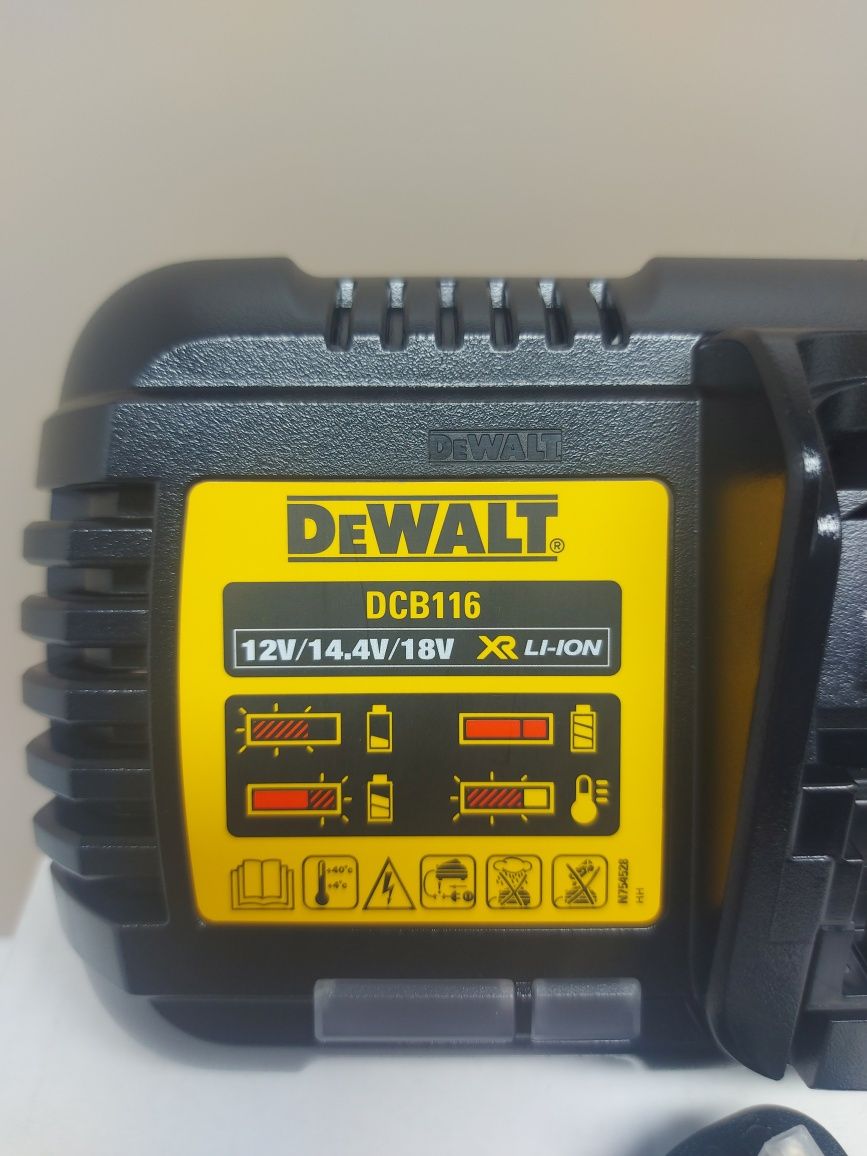 DEWALT
DEWALT®
DCB116
12V/14.4V/18V XR LI-ION
+40°c
+4°c
N754528
HH